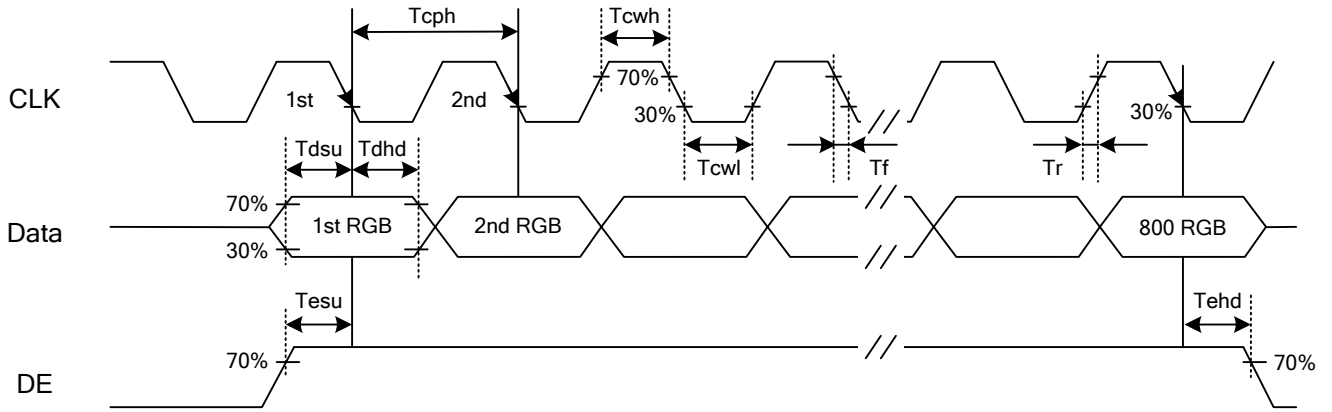 Tcph
Tcwh
CLK
1st
2nd
70%
30%
30%
Tdsu
Tdhd
Tcwl
Tf
Tr
Data
70%
30%
1st RGB
2nd RGB
800 RGB
Tesu
Tehd
DE
70%
70%